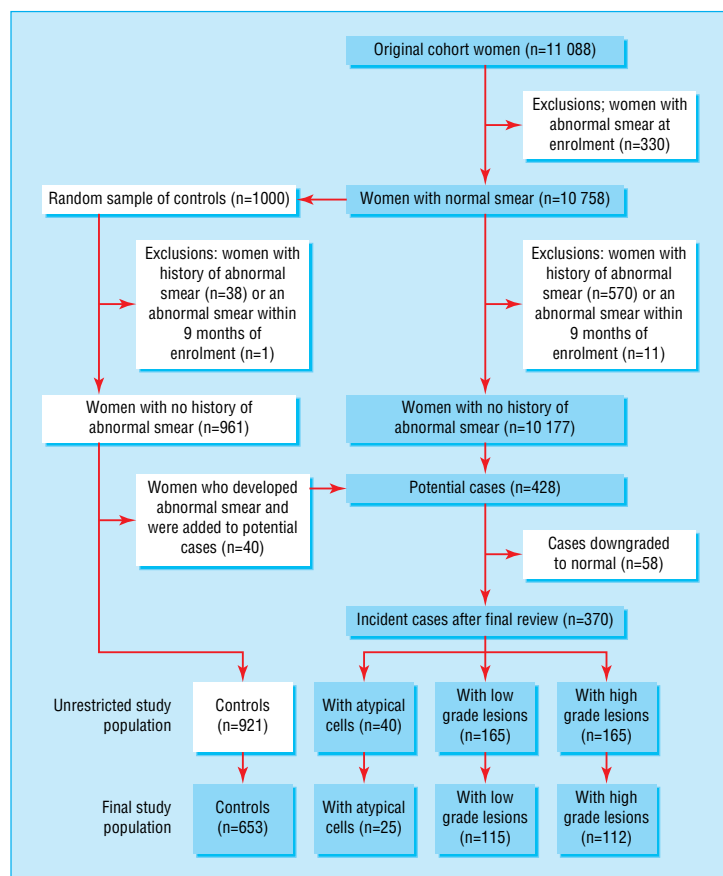 Original cohort women (n=11 088)
Exclusions; women with
abnormal smear at
enrolment (n=330)
Random sample of controls (n=1000)
Women with normal smear (n=10 758)
Exclusions: women with
history of abnormal
smear (n=38) or an
abnormal smear within
9 months of
enrolment (n=1)
Exclusions: women with
history of abnormal
smear (n=570) or an
abnormal smear within
9 months of
enrolment (n=11)
Women with no history of
abnormal smear (n=961)
Women with no history of
abnormal smear (n=10 177)
Women who developed
abnormal smear and
were added to potential
cases (n=40)
Potential cases (n=428)
Cases downgraded
to normal (n=58)
Incident cases after final review (n=370)
Unrestricted study
population
Controls
(n=921)
With atypical
cells (n=40)
With low
grade lesions
(n=165)
With high
grade lesions
(n=165)
Final study
population
Controls
(n=653)
With atypical
cells (n=25)
With low
grade lesions
(n=115)
With high
grade lesions
(n=112)